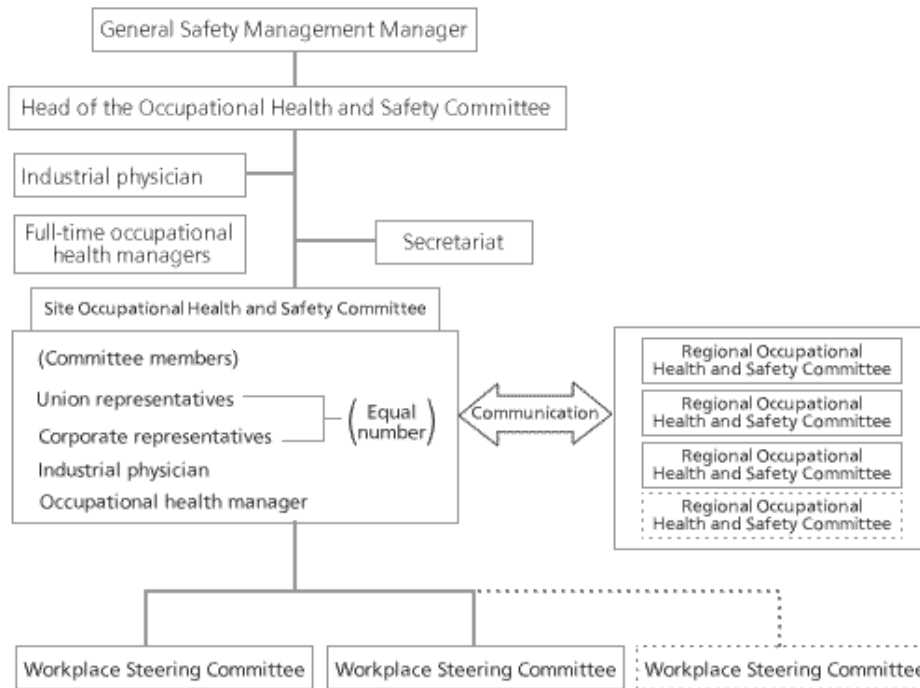 General Safety Management Manager
Head of the Occupational Health and Safety Committee
Industrial physician
Full-time occupational
health managers
Secretariat
Site Occupational Health and Safety Committee
(Committee members)
Union representatives
Corporate representatives
(Equal
number)
Industrial physician
Occupational health manager
Communication
Regional Occupational
Health and Safety Committee
Regional Occupational
Health and Safety Committee
Regional Occupational
Health and Safety Committee
Regional Occupational
Health and Safety Committee
Workplace Steering Committee
Workplace Steering Committee
Workplace Steering Committee